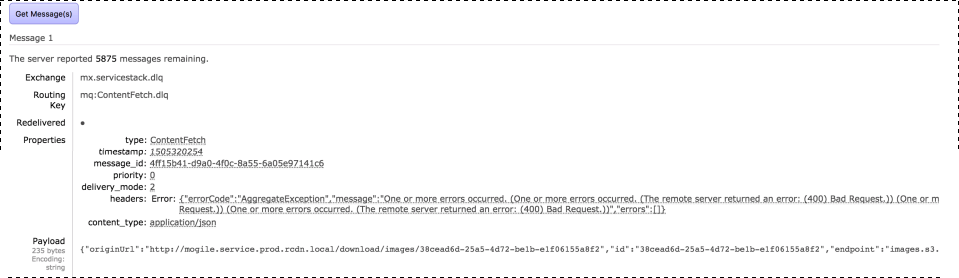 Get Message(s)
Message 1
The server reported 5875 messages remaining.
Exchange mx.servicestack.dlq
Routing Key mq:ContentFetch.dlq
Redelivered ●
Properties type: ContentFetch
timestamp: 1505320254
message_id: 4ff15b41-d9a0-4f0c-8a55-6a05e97141c6
priority: 0
delivery_mode: 2
headers: Error: {"errorCode":"AggregateException","message":"One or more errors occurred. (One or more errors occurred. (The remote server returned an error: (400) Bad Request.)) (One or m
Request.)) (One or more errors occurred. (The remote server returned an error: (400) Bad Request.))","errors":[]}
content_type: application/json
Payload
235 bytes
Encoding: string
{"originUrl":"http://mogile.service.prod.rcdn.local/download/images/38cead6d-25a5-4d72-be1b-e1f06155a8f2","id":"38cead6d-25a5-4d72-be1b-e1f06155a8f2","endpoint":"images.s3.